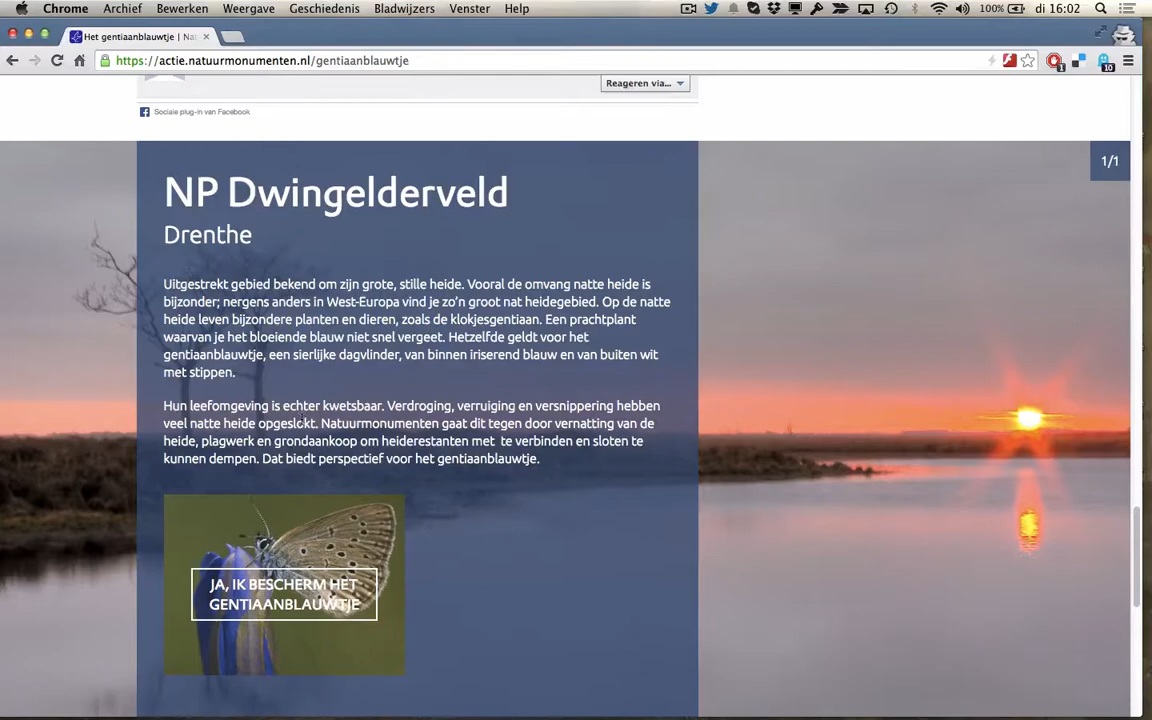 Chrome Archief Bewerken Weergave Geschiedenis Bladwijzers Venster Help 100% di 16:02
Het gentiaanblauwtje | Na
https://actie.natuurmonumenten.nl/gentiaanblauwtje 1 10
Reageren via...
Sociale plug-in van Facebook
1/1
NP Dwingelderveld
Drenthe
Uitgestrekt gebied bekend om zijn grote, stille heide. Vooral de omvang natte heide is
bijzonder; nergens anders in West-Europa vind je zo'n groot nat heidegebied. Op de natte
heide leven bijzondere planten en dieren, zoals de klokjesgentiaan. Een prachtplant
waarvan je het bloeiende blauw niet snel vergeet. Hetzelfde geldt voor het
gentiaanblauwtje, een sierlijke dagvlinder, van binnen iriserend blauw en van buiten wit
met stippen.
Hun leefomgeving is echter kwetsbaar. Verdroging, verruiging en versnippering hebben
veel natte heide opgeslokt. Natuurmonumenten gaat dit tegen door vernatting van de
heide, plagwerk en grondaankoop om heiderestanten met te verbinden en sloten te
kunnen dempen. Dat biedt perspectief voor het gentiaanblauwtje.
JA, IK BESCHERM HET
GENTIAANBLAUWTJE